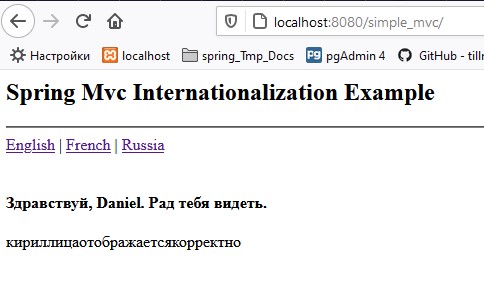 localhost:8080/simple_mvc/
Настройки localhost spring_Tmp_Docs pgAdmin 4 GitHub - tillr
Spring Mvc Internationalization Example
English | French | Russia
Здравствуй, Daniel. Рад тебя видеть.
кириллицаотображаетсякорректно